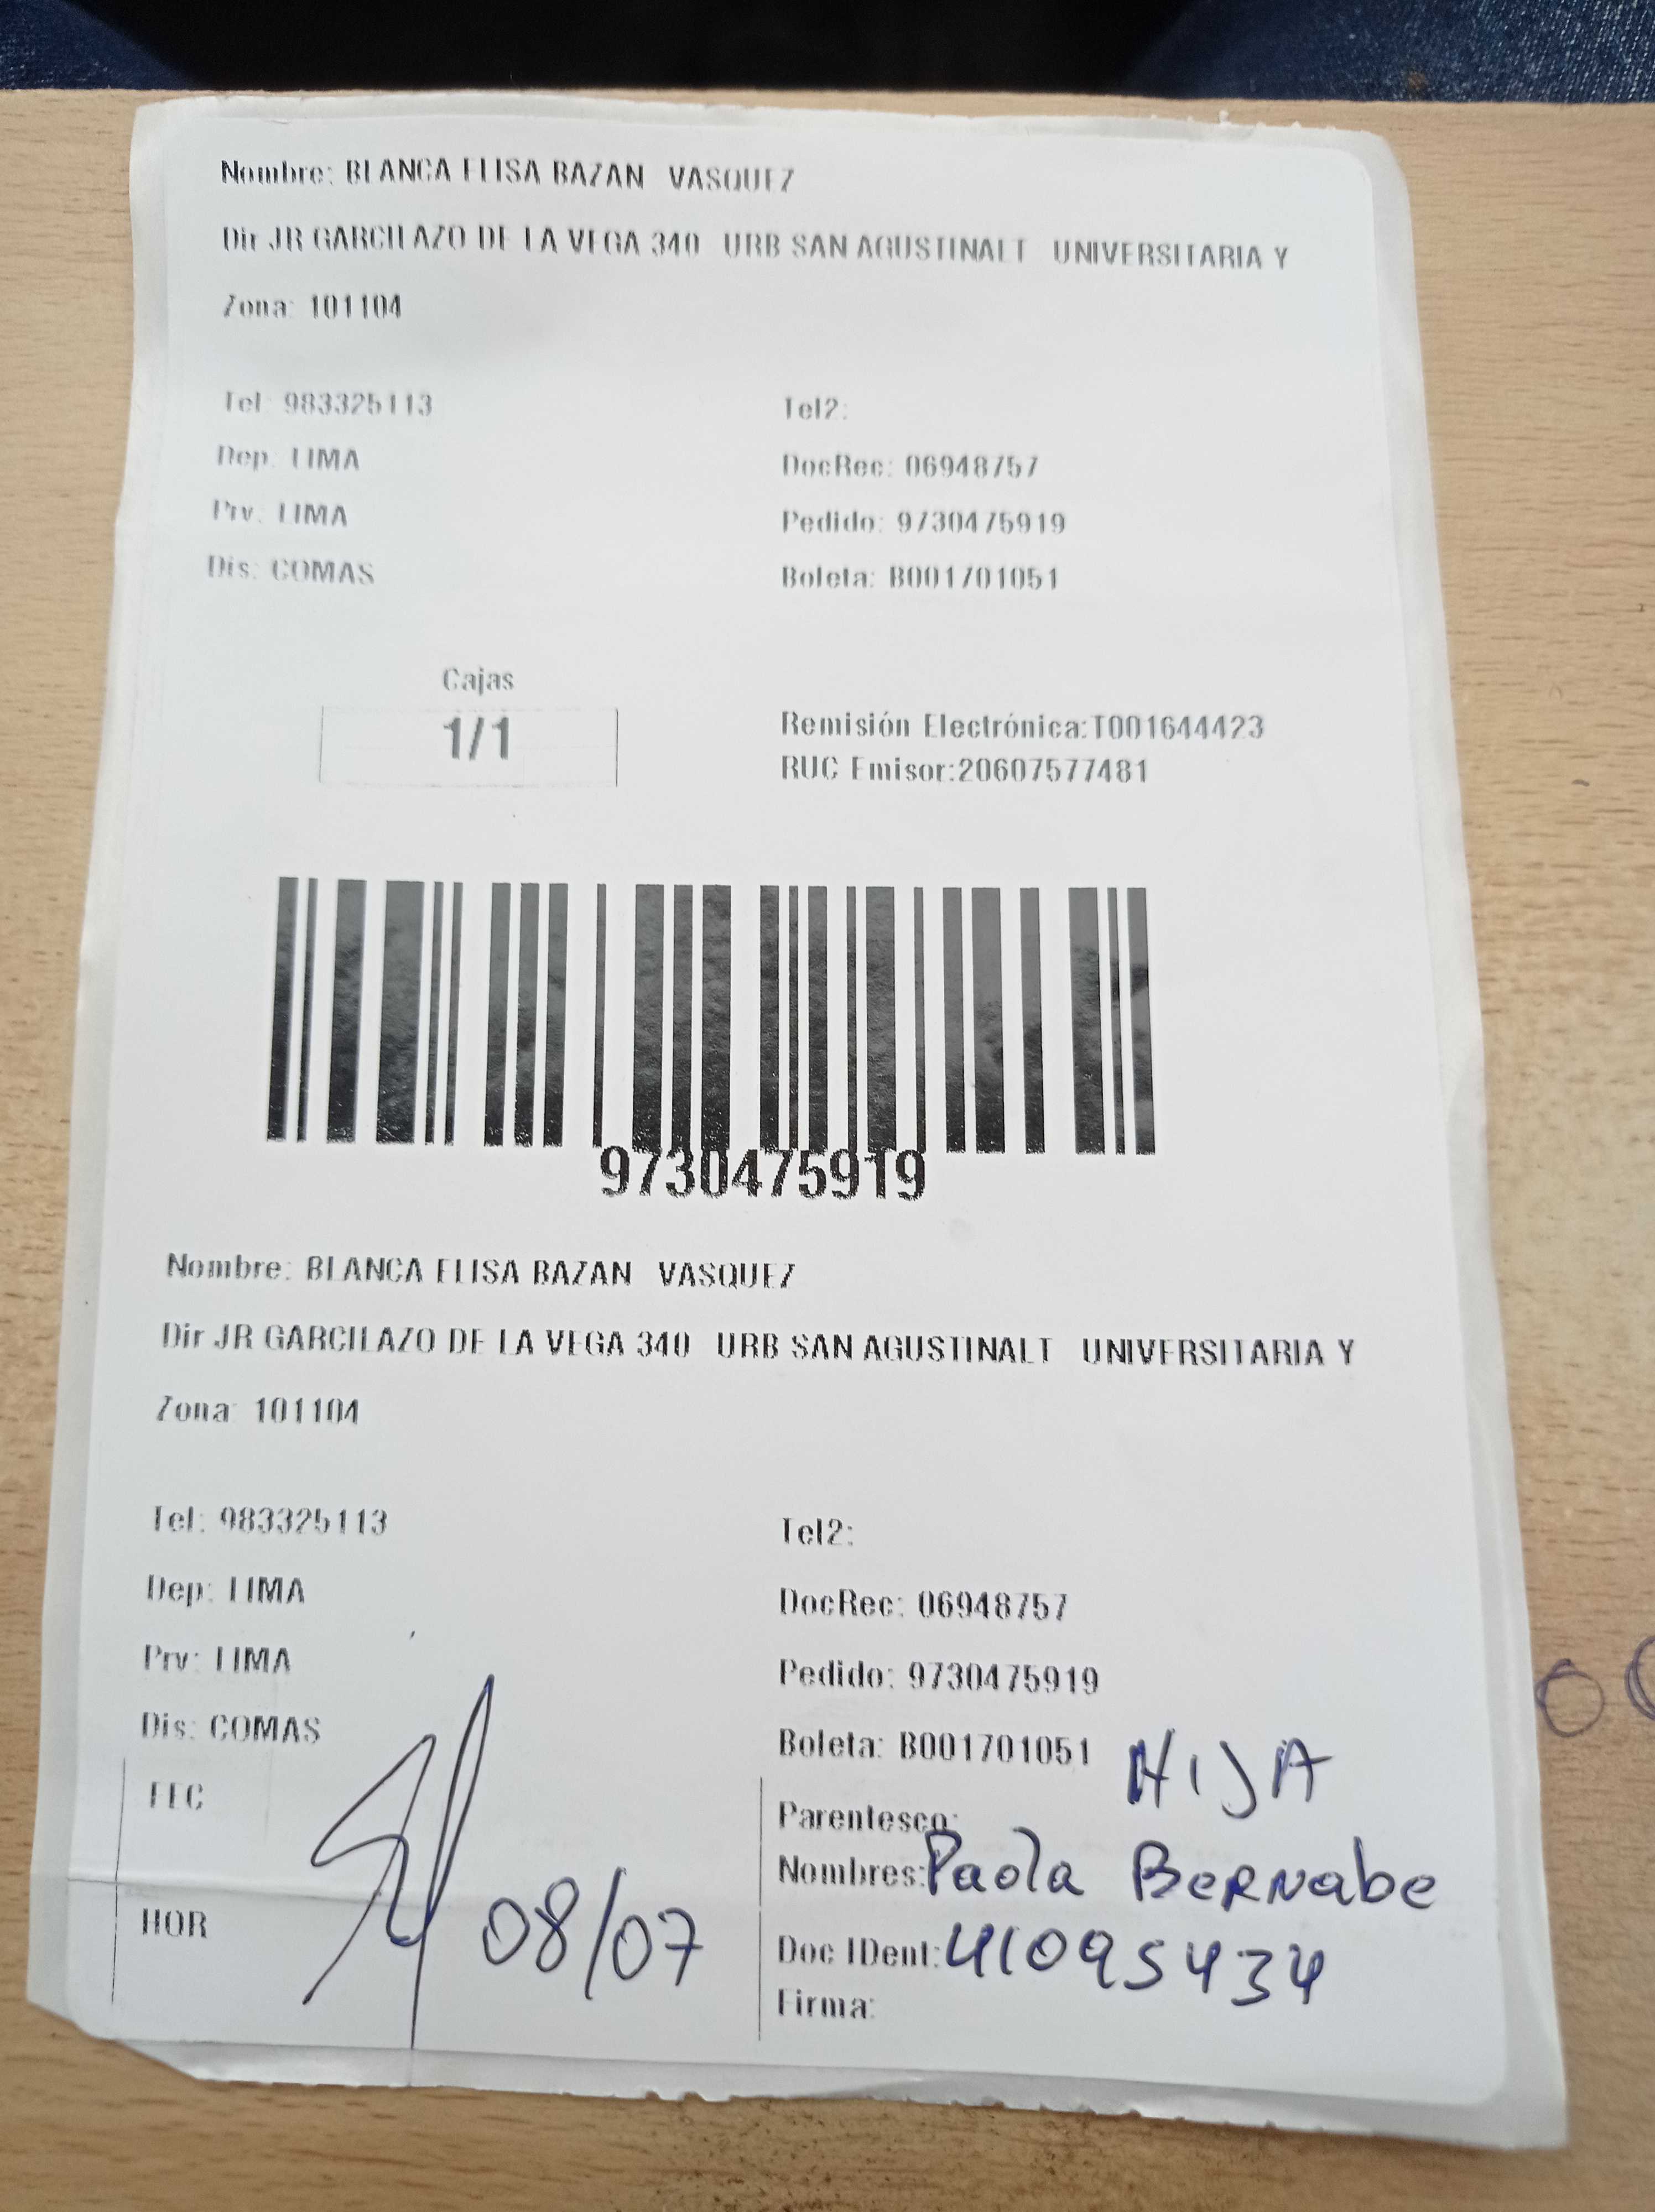 Nombre: BLANCA ELISA BAZAN VASQUEZ
Dir JR GARCILAZO DE LA VEGA 340 URB SAN AGUSTINALT UNIVERSITARIA Y
Zona: 101104
Tel: 983325113 Tel2:
Dep: LIMA DocRec: 06948757
Prv: LIMA Pedido: 9730475919
Dis: COMAS Boleta: B001701051
Cajas
1/1
Remisión Electrónica:T001644423
RUC Emisor:20607577481
9730475919
Nombre: BLANCA ELISA BAZAN VASQUEZ
Dir JR GARCILAZO DE LA VEGA 340 URB SAN AGUSTINALT UNIVERSITARIA Y
Zona: 101104
Tel: 983325113 Tel2:
Dep: LIMA DocRec: 06948757
Prv: LIMA Pedido: 9730475919
Dis: COMAS Boleta: B001701051
FEC
HOR
08/07
Parentesco: HIJA
Nombres: Paola Bernabe
Doc IDent: 41095434
Firma: